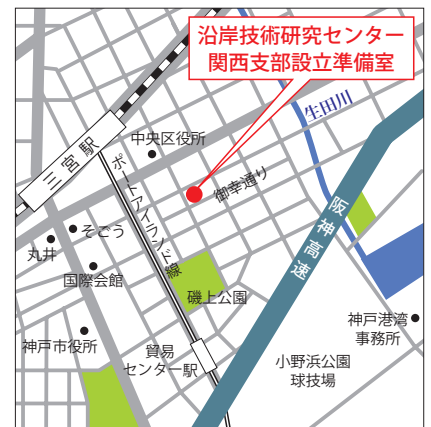 沿岸技術研究センター
関西支部設立準備室
生田川
中央区役所
三宮駅
ポートアイランド線
御幸通り
阪神高速
そごう
丸井
国際会館
磯上公園
神戸港湾
事務所
神戸市役所
貿易
センター駅
小野浜公園
球技場